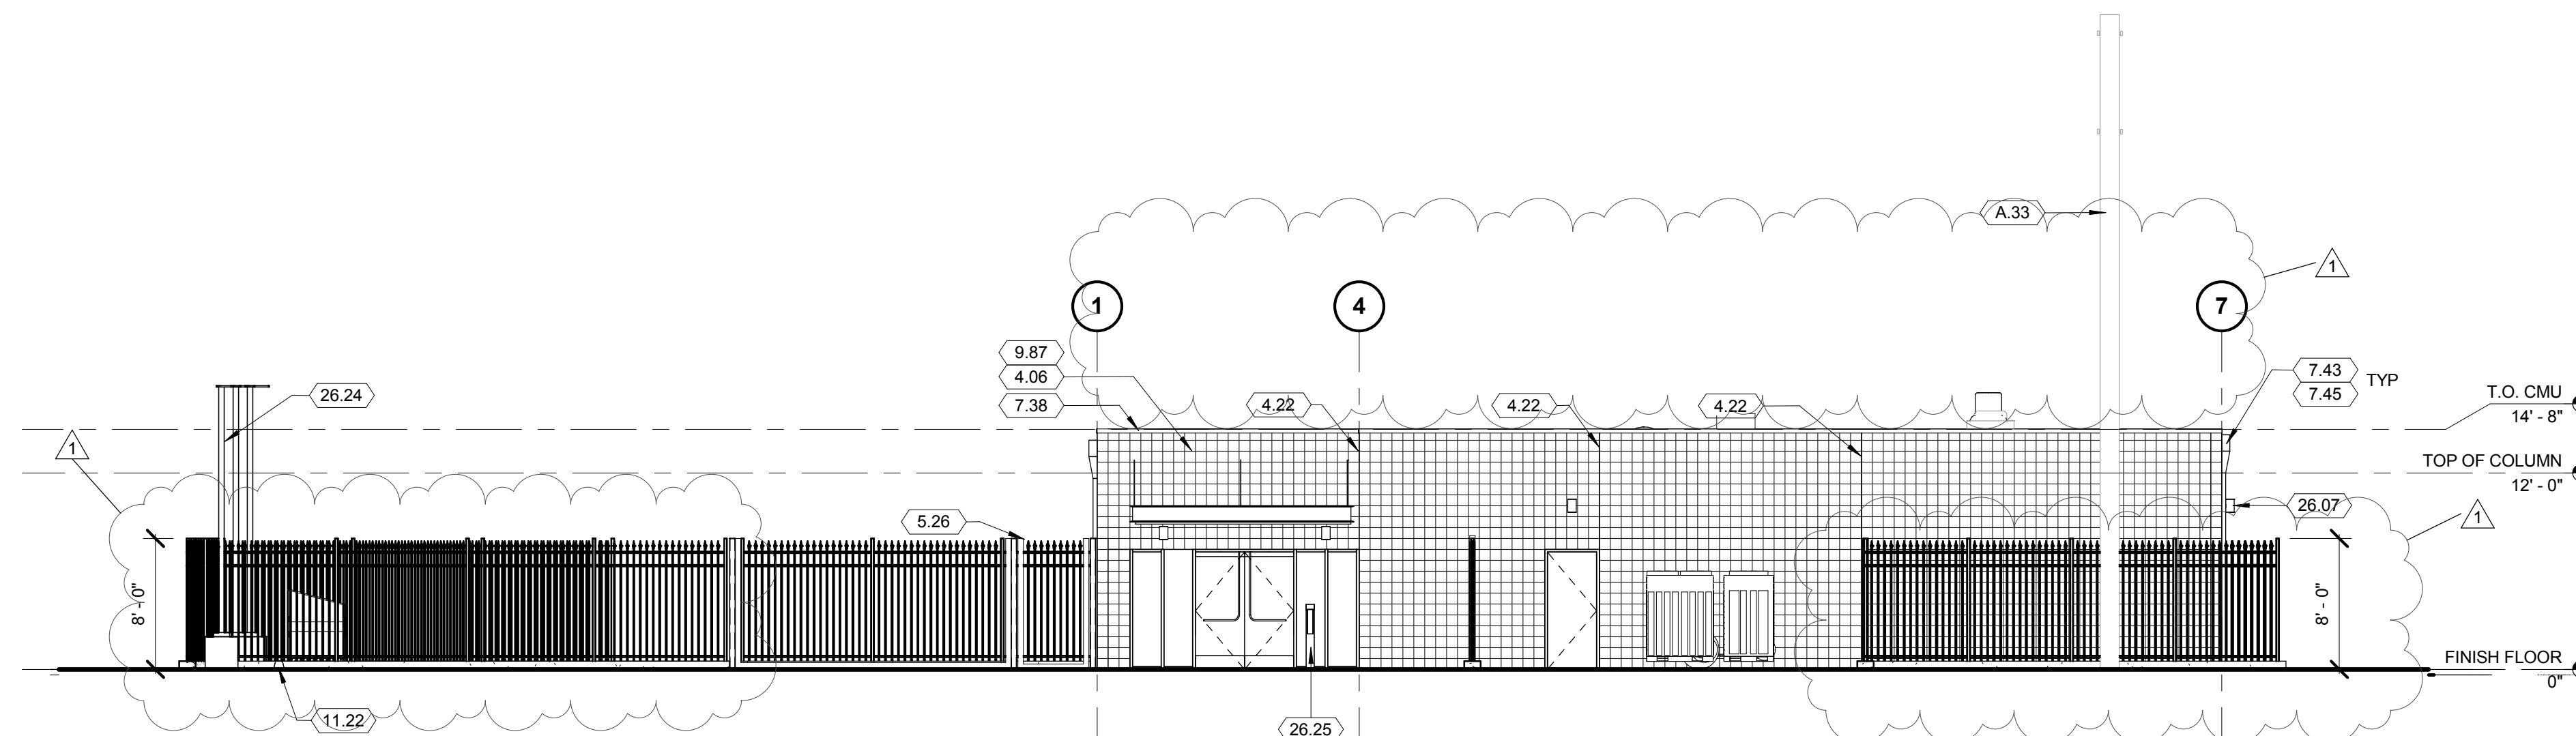 A.33
1
1
4
7
9.87
4.06
7.38
26.24
4.22
4.22
4.22
7.43
7.45
TYP
T.O. CMU
14' - 8"
1
TOP OF COLUMN
12' - 0"
5.26
26.07
1
8' - 0"
8' - 0"
FINISH FLOOR
0"
11.22
26.25